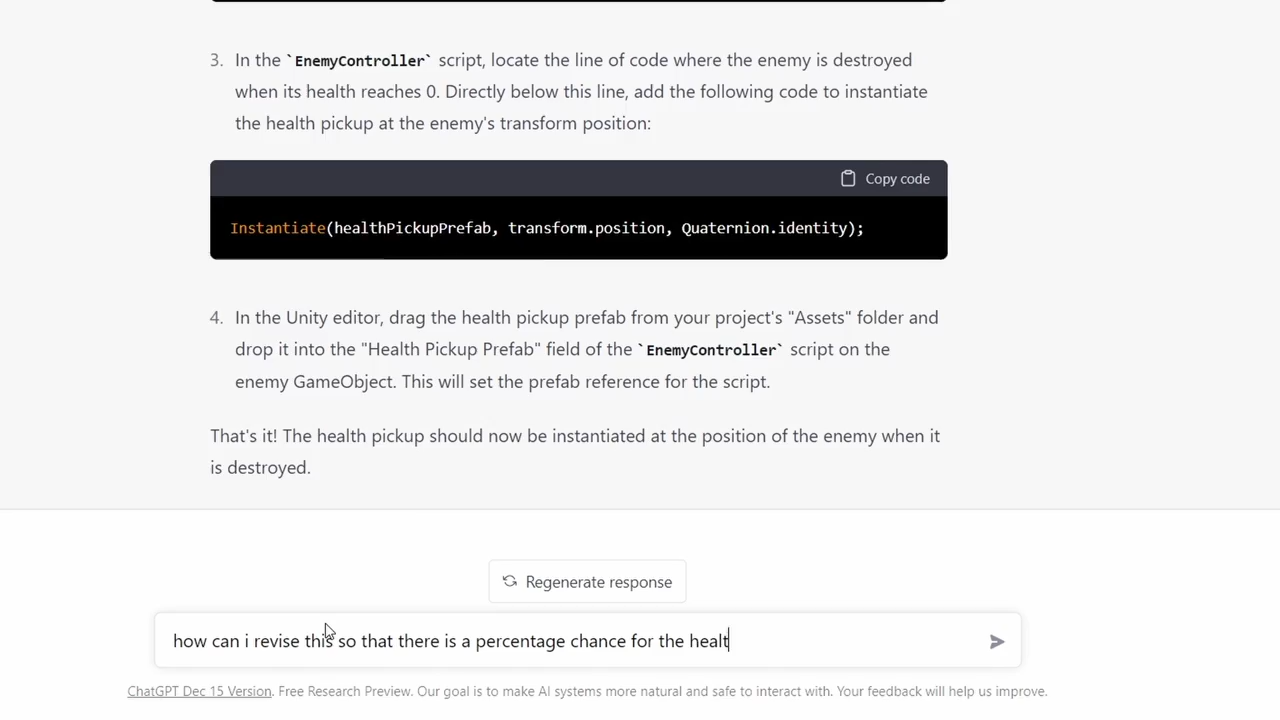 3. In the `EnemyController` script, locate the line of code where the enemy is destroyed
when its health reaches 0. Directly below this line, add the following code to instantiate
the health pickup at the enemy's transform position:
Copy code
Instantiate(healthPickupPrefab, transform.position, Quaternion.identity);
4. In the Unity editor, drag the health pickup prefab from your project's "Assets" folder and
drop it into the "Health Pickup Prefab" field of the `EnemyController` script on the
enemy GameObject. This will set the prefab reference for the script.
That's it! The health pickup should now be instantiated at the position of the enemy when it
is destroyed.
Regenerate response
how can i revise this so that there is a percentage chance for the healt
ChatGPT Dec 15 Version. Free Research Preview. Our goal is to make AI systems more natural and safe to interact with. Your feedback will help us improve.